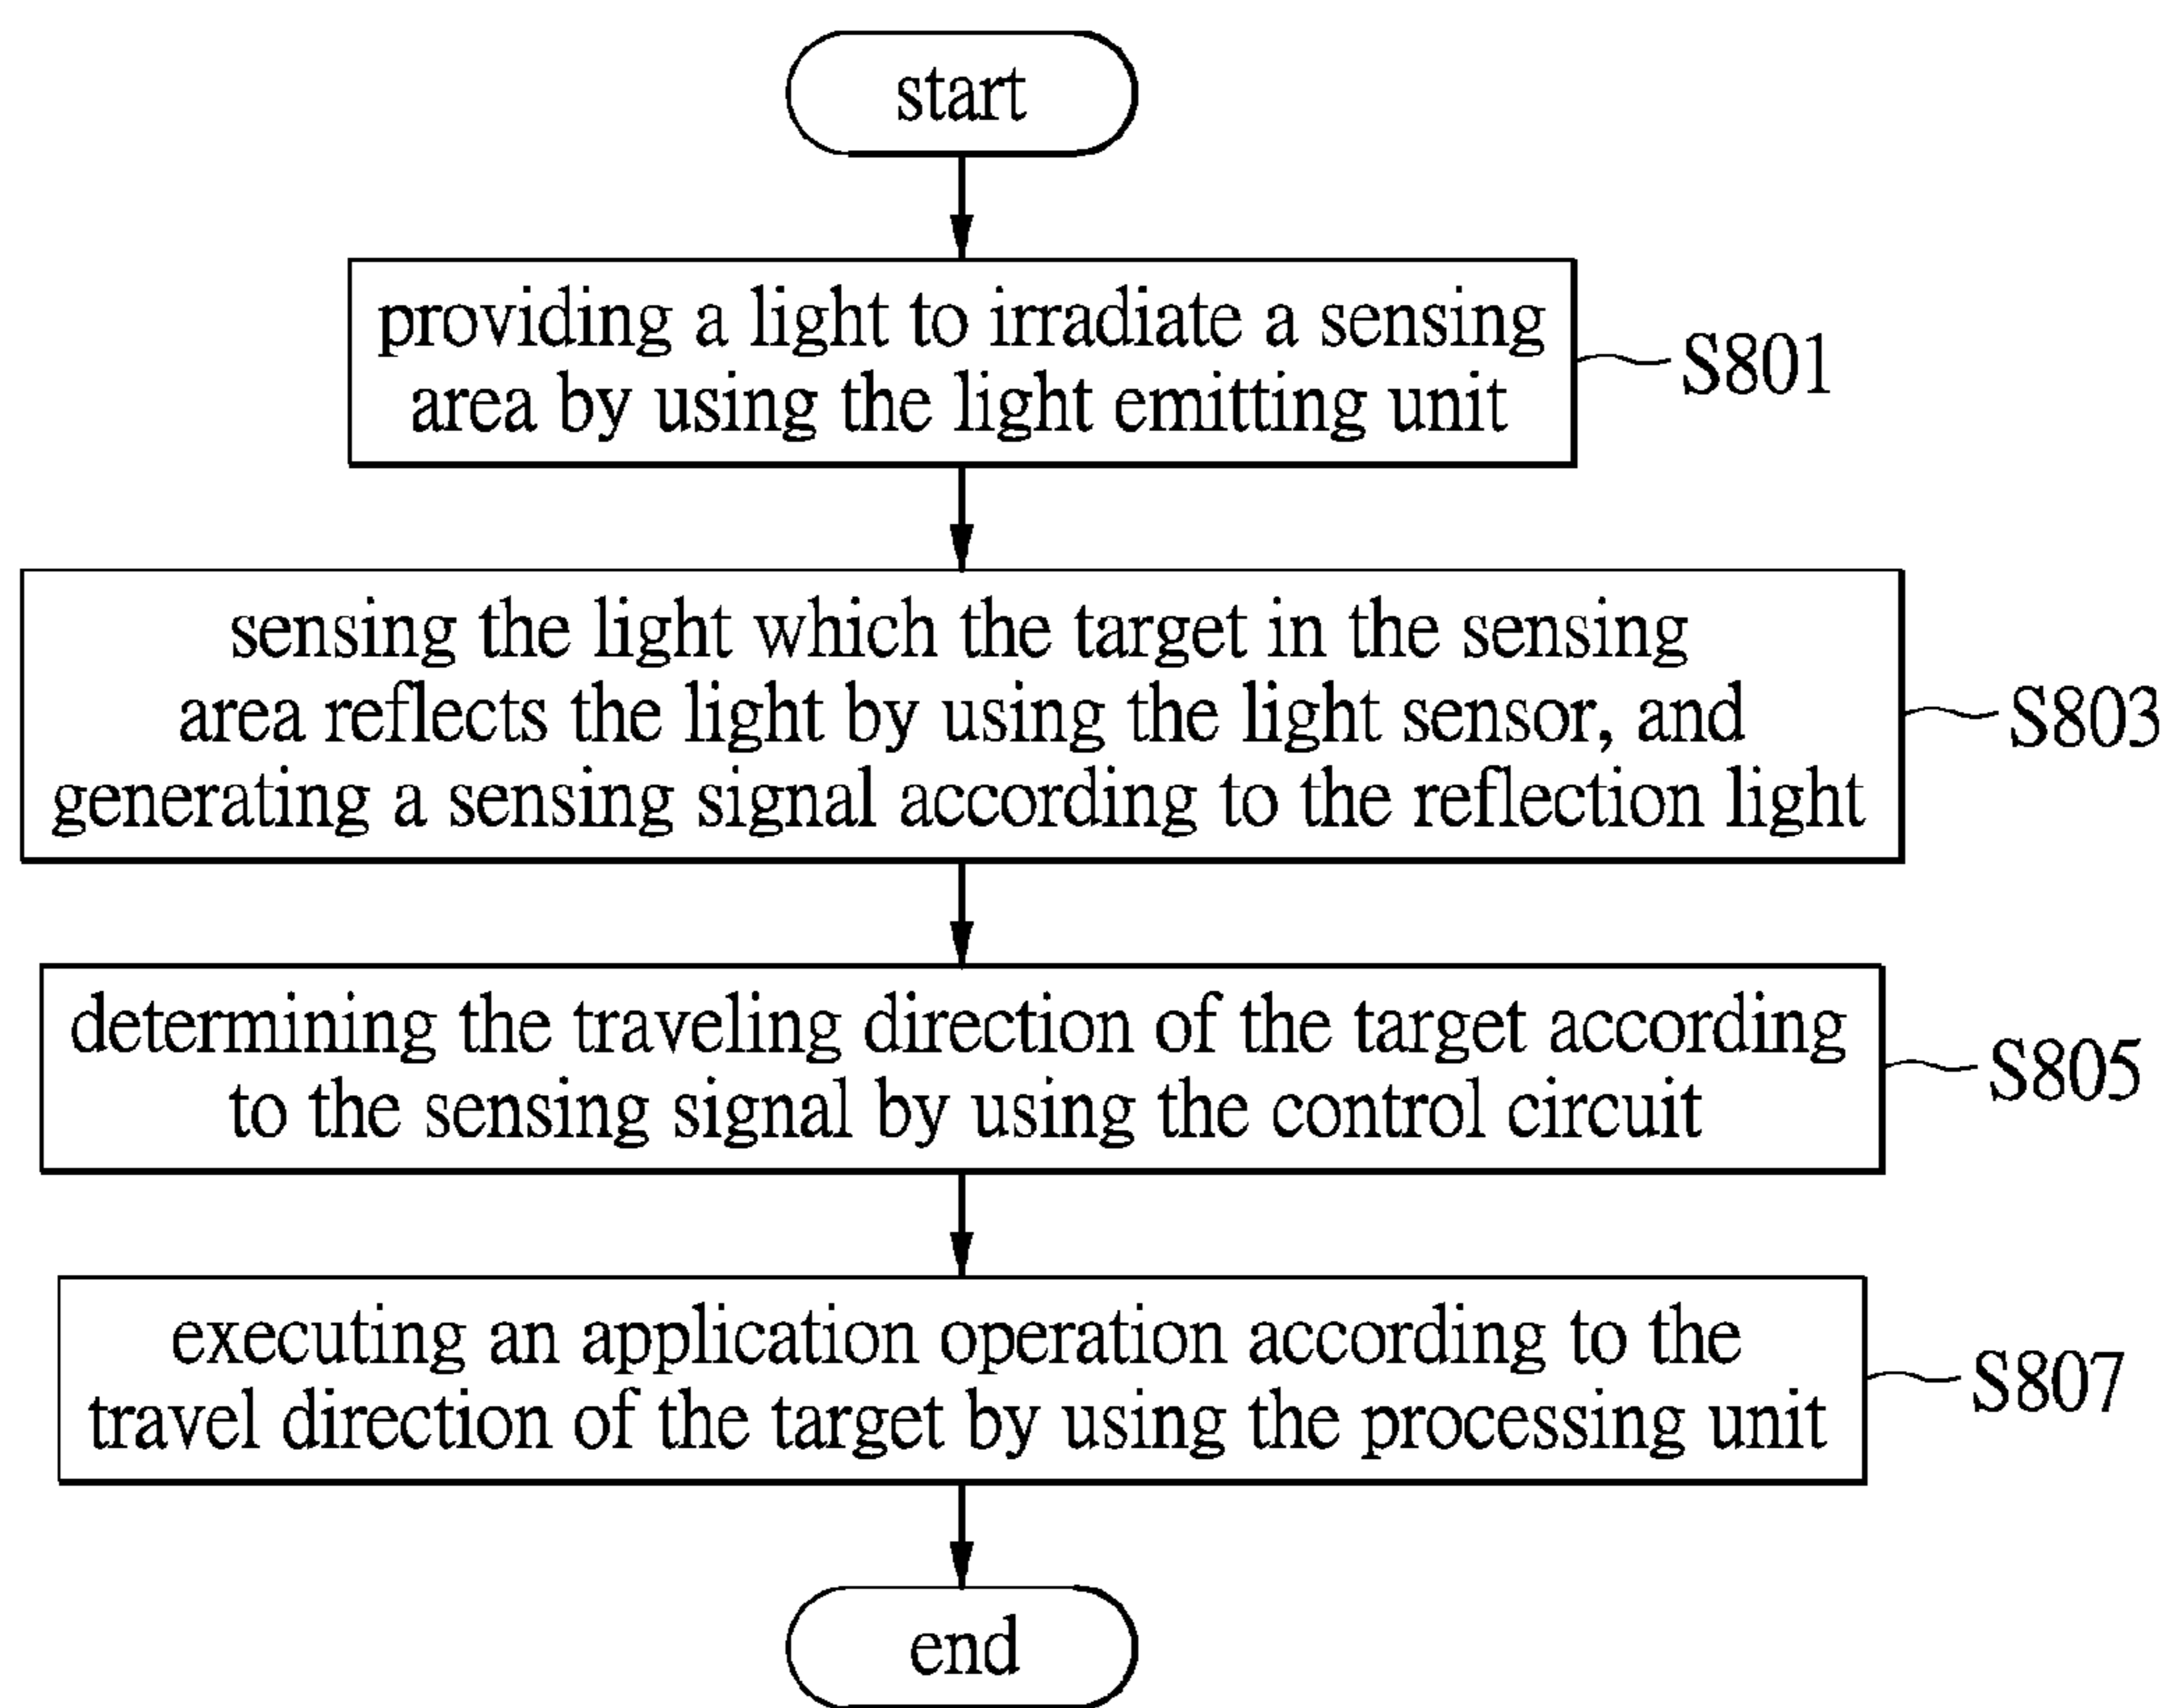 start
providing a light to irradiate a sensing
area by using the light emitting unit
S801
sensing the light which the target in the sensing
area reflects the light by using the light sensor, and
generating a sensing signal according to the reflection light
S803
determining the traveling direction of the target according
to the sensing signal by using the control circuit
S805
executing an application operation according to the
travel direction of the target by using the processing unit
S807
end